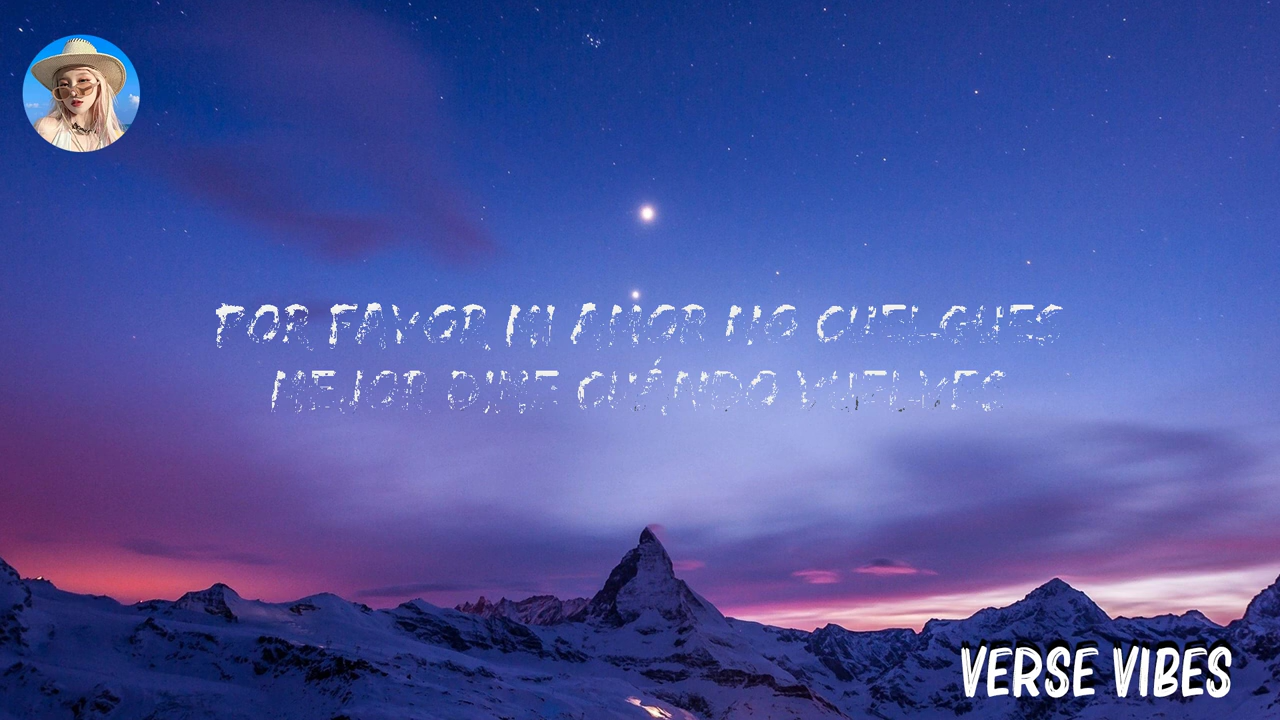 POR FAVOR MI AMOR NO CUELGUES
MEJOR DIME CUÁNDO VUELVES
VERSE VIBES